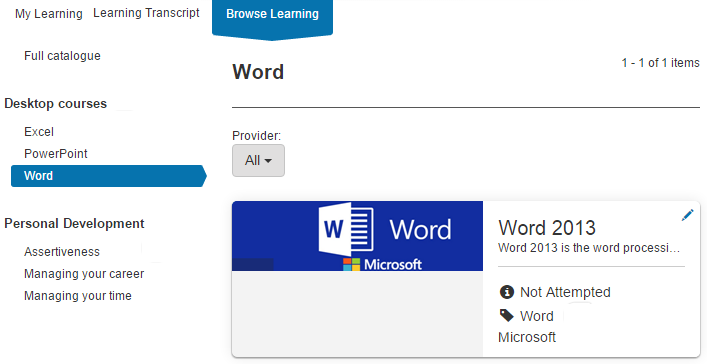 My Learning
Learning Transcript
Browse Learning
Full catalogue
Desktop courses
Excel
PowerPoint
Word
Personal Development
Assertiveness
Managing your career
Managing your time
Word
1 - 1 of 1 items
Provider:
All
W Word
Microsoft
Word 2013
Word 2013 is the word processi...
Not Attempted
Word
Microsoft